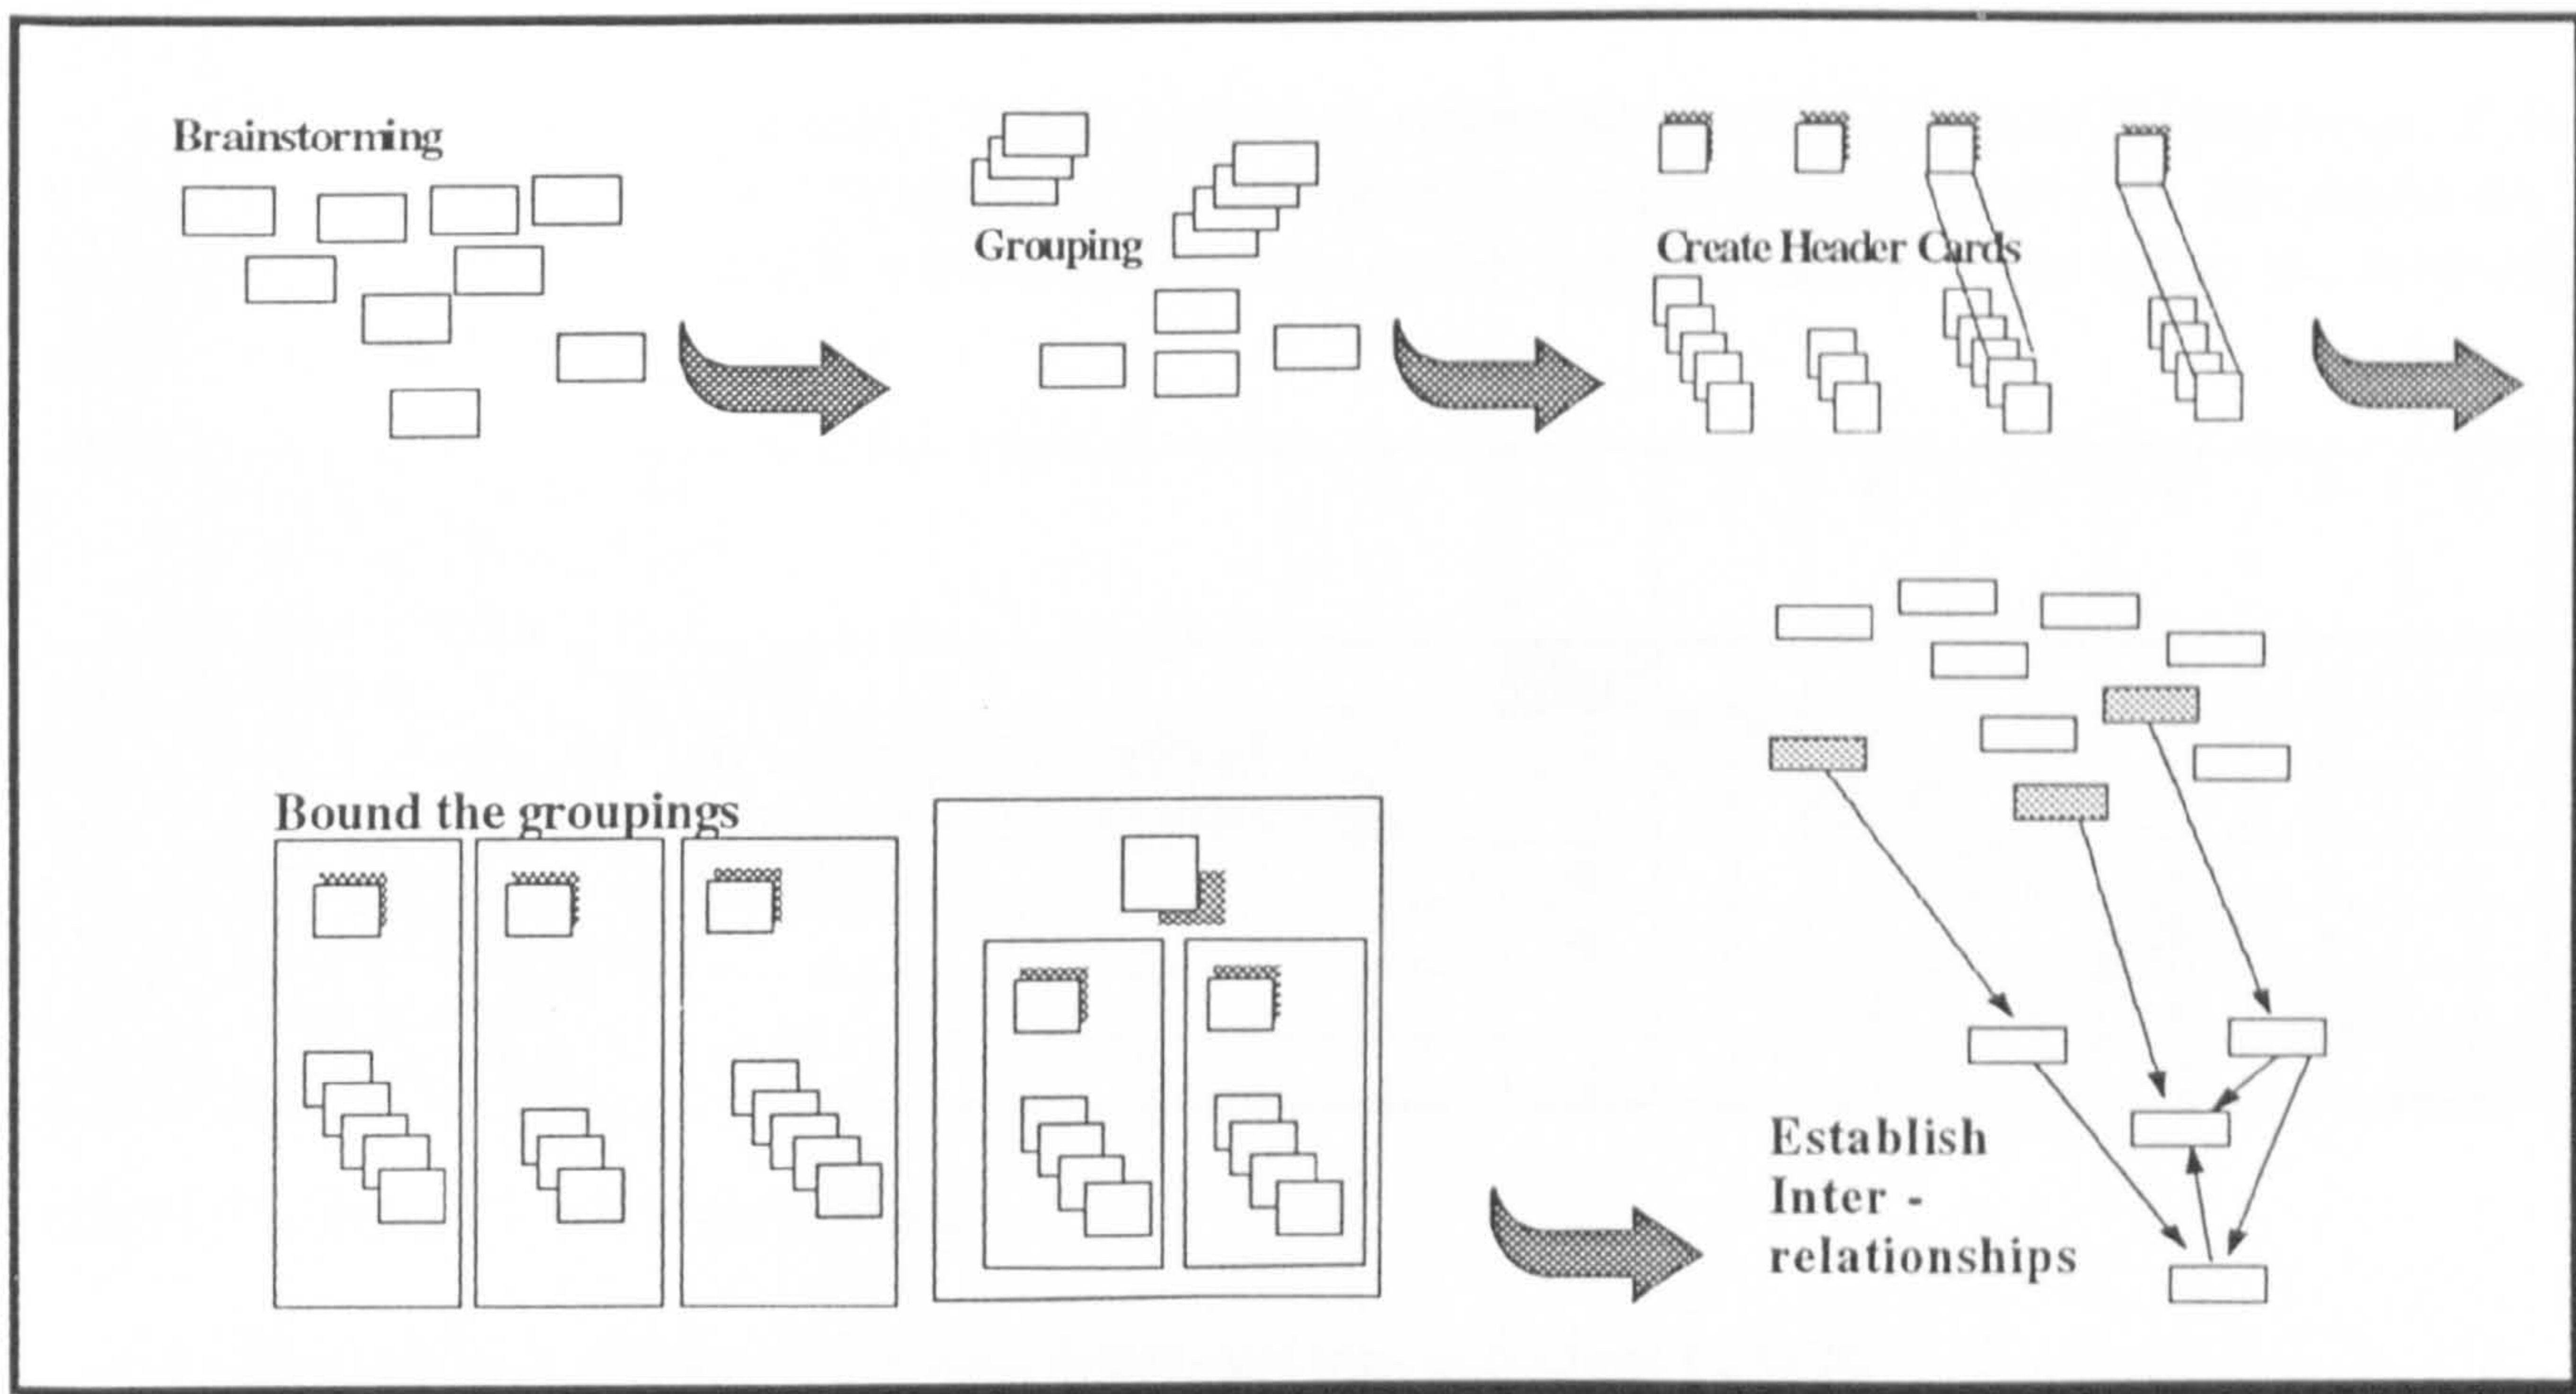 Brainstorming
Grouping
Create Header Cards
Bound the groupings
Establish
Inter -
relationships